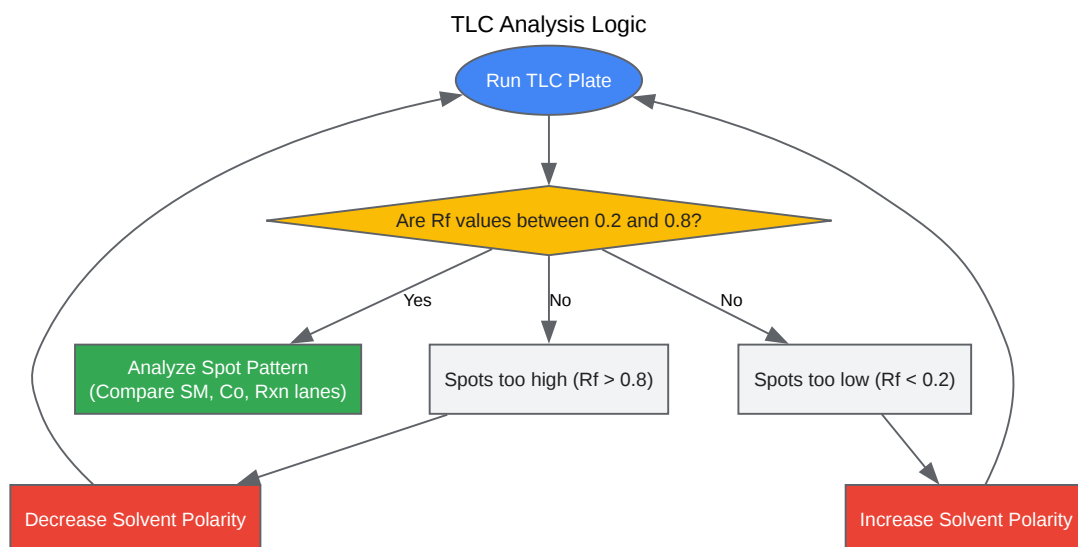 TLC Analysis Logic
Run TLC Plate
Are Rf values between 0.2 and 0.8?
Yes
No
No
Analyze Spot Pattern
(Compare SM, Co, Rxn lanes)
Spots too high (Rf > 0.8)
Spots too low (Rf < 0.2)
Decrease Solvent Polarity
Increase Solvent Polarity